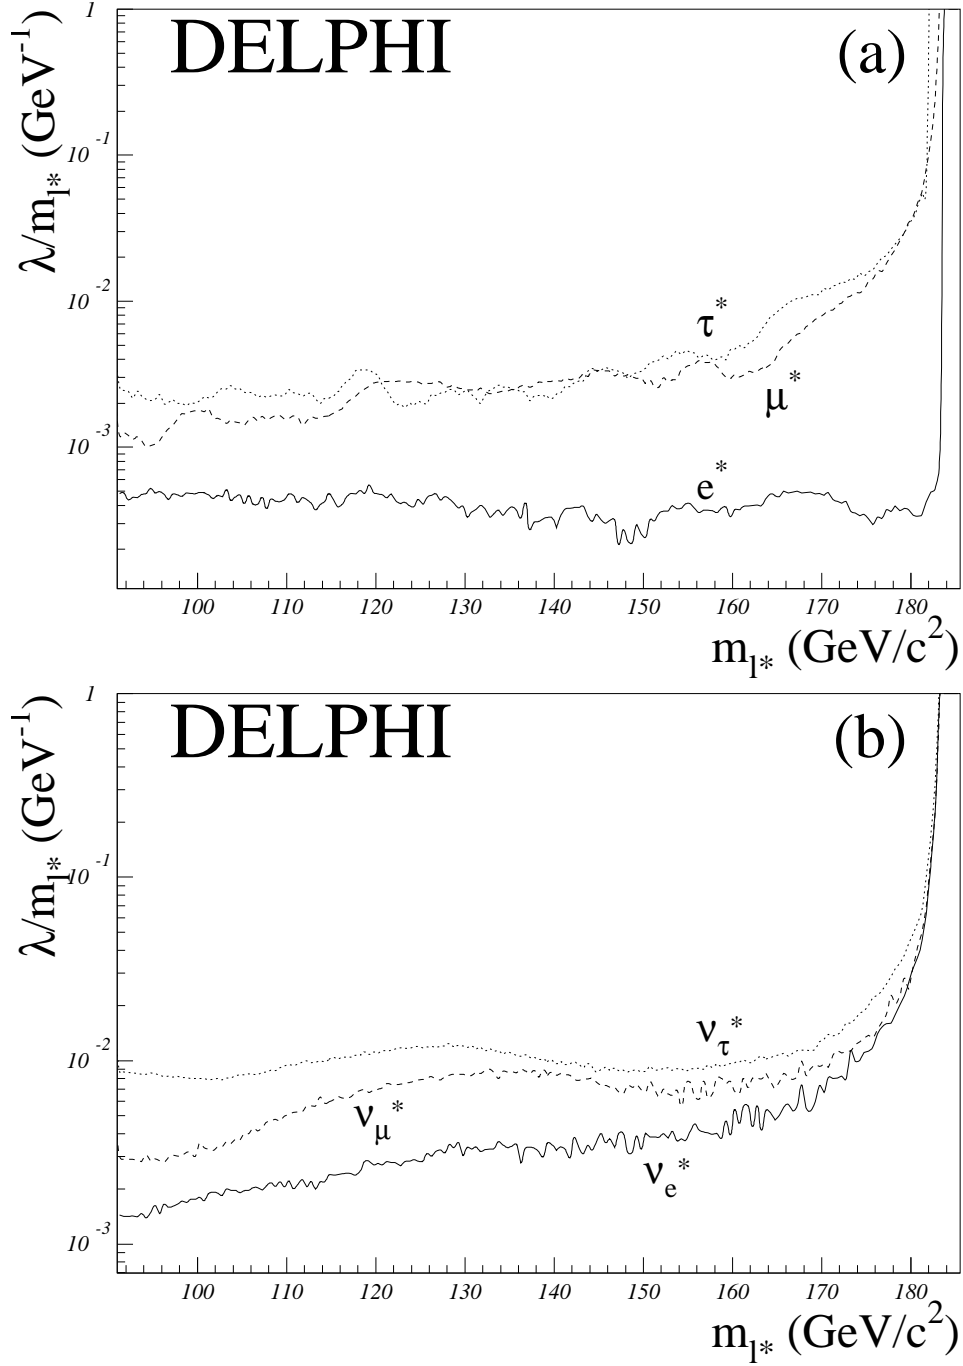 DELPHI
(a)
λ/m_l* (GeV⁻¹)
1
10⁻¹
10⁻²
10⁻³
τ*
μ*
e*
100 110 120 130 140 150 160 170 180
m_l* (GeV/c²)
DELPHI
(b)
λ/m_l* (GeV⁻¹)
1
10⁻¹
10⁻²
10⁻³
ν_τ*
ν_μ*
ν_e*
100 110 120 130 140 150 160 170 180
m_l* (GeV/c²)